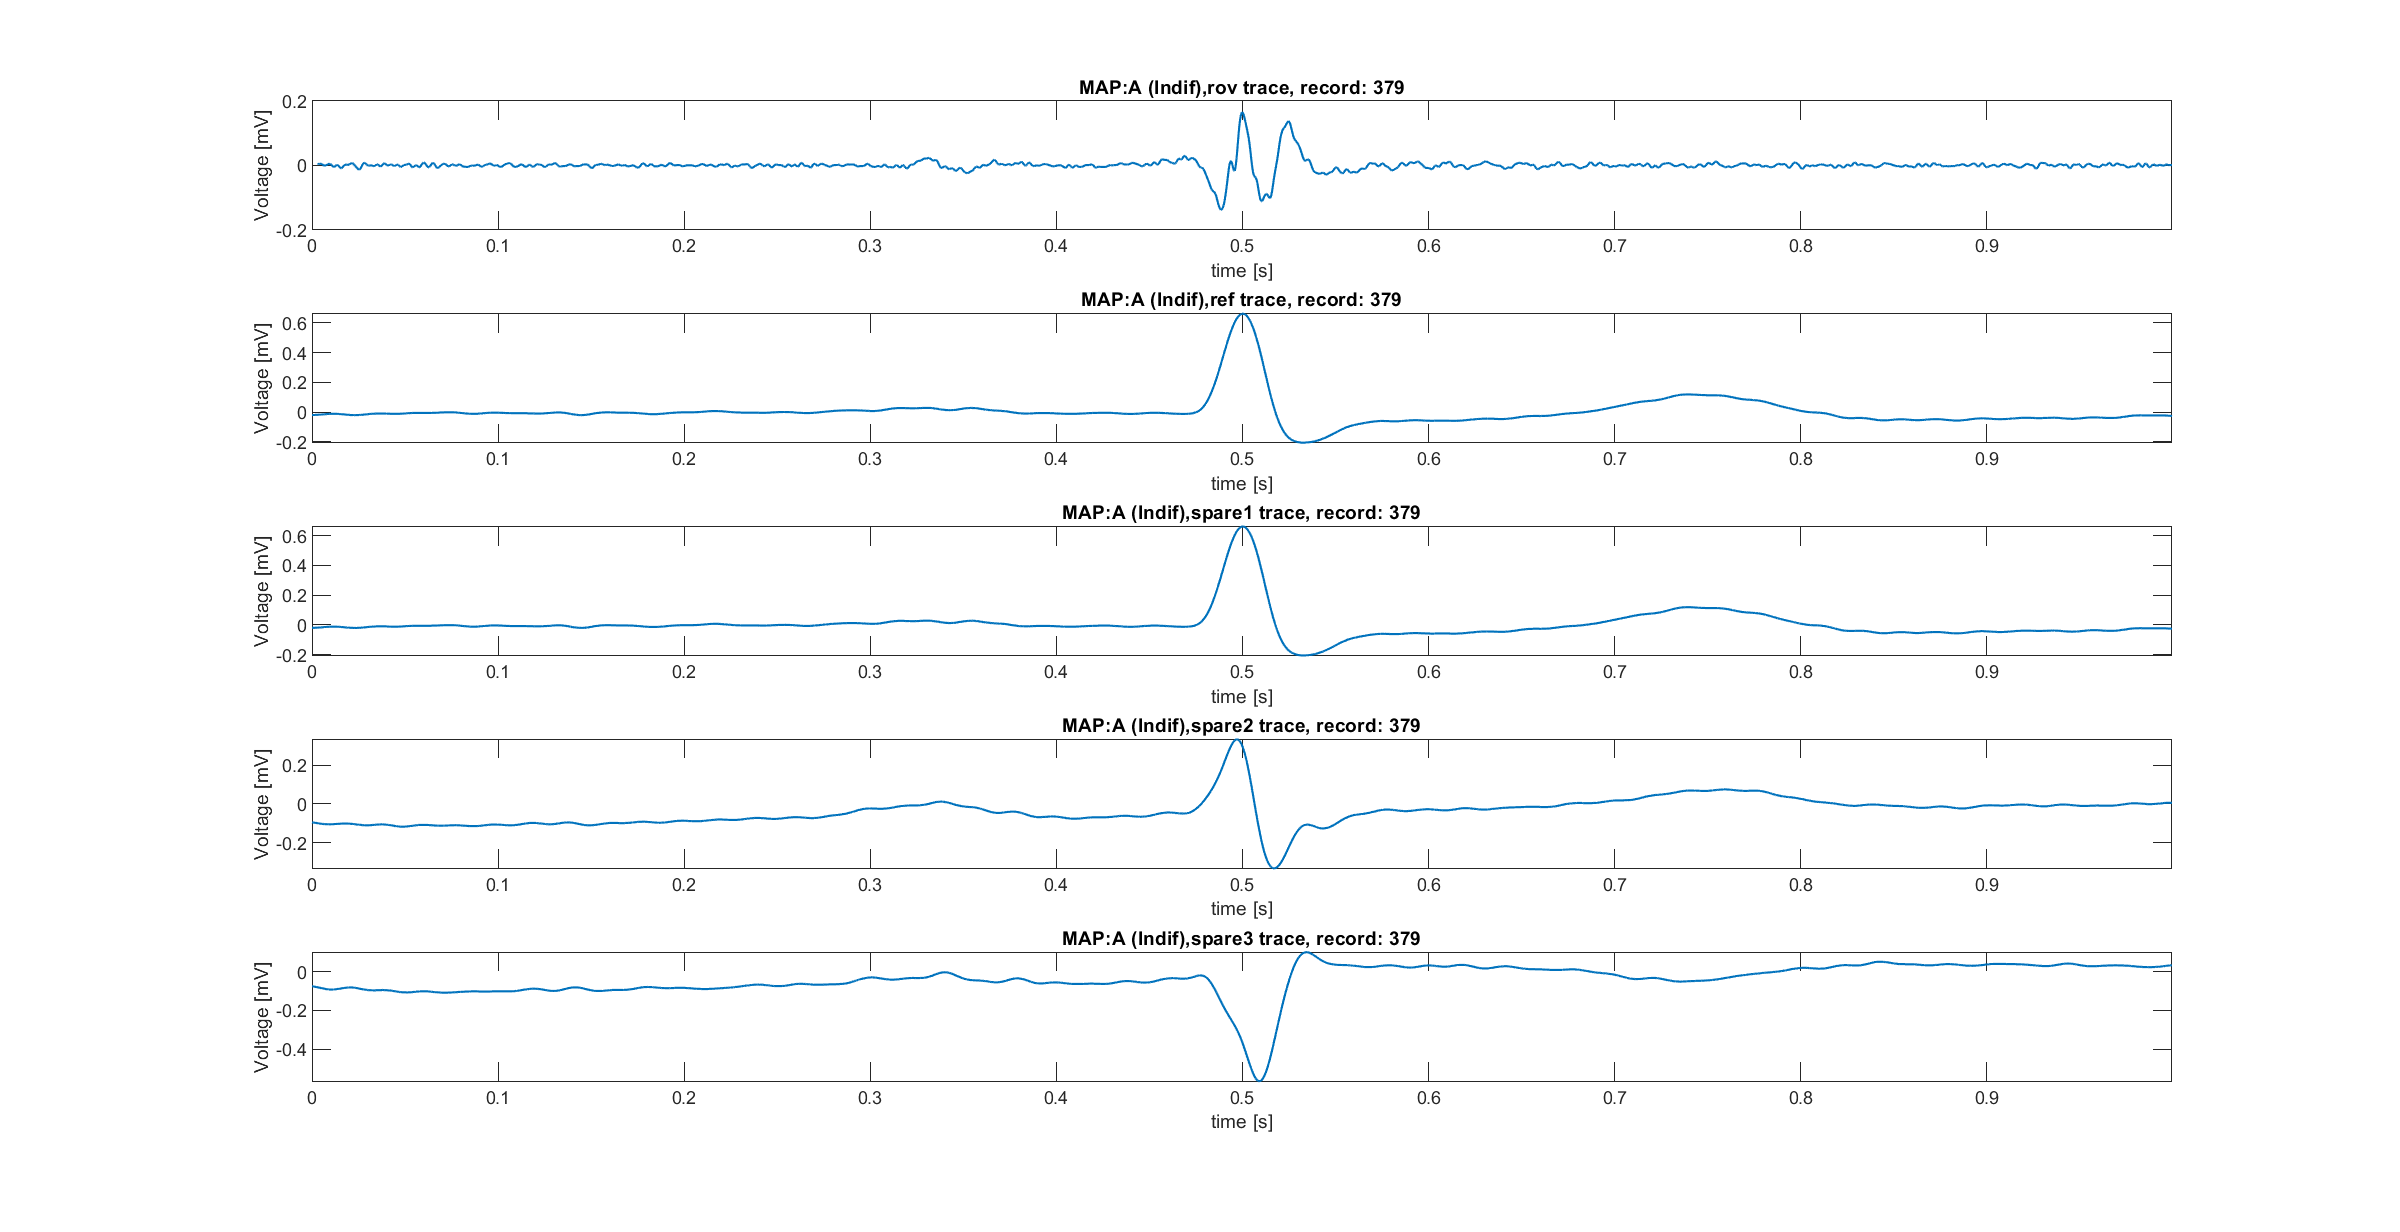 MAP:A (Indif),rov trace, record: 379
Voltage [mV]
0.2
0
-0.2
0 0.1 0.2 0.3 0.4 0.5 0.6 0.7 0.8 0.9
time [s]
MAP:A (Indif),ref trace, record: 379
Voltage [mV]
0.6
0.4
0.2
0
-0.2
0 0.1 0.2 0.3 0.4 0.5 0.6 0.7 0.8 0.9
time [s]
MAP:A (Indif),spare1 trace, record: 379
Voltage [mV]
0.6
0.4
0.2
0
-0.2
0 0.1 0.2 0.3 0.4 0.5 0.6 0.7 0.8 0.9
time [s]
MAP:A (Indif),spare2 trace, record: 379
Voltage [mV]
0.2
0
-0.2
0 0.1 0.2 0.3 0.4 0.5 0.6 0.7 0.8 0.9
time [s]
MAP:A (Indif),spare3 trace, record: 379
Voltage [mV]
0
-0.2
-0.4
0 0.1 0.2 0.3 0.4 0.5 0.6 0.7 0.8 0.9
time [s]